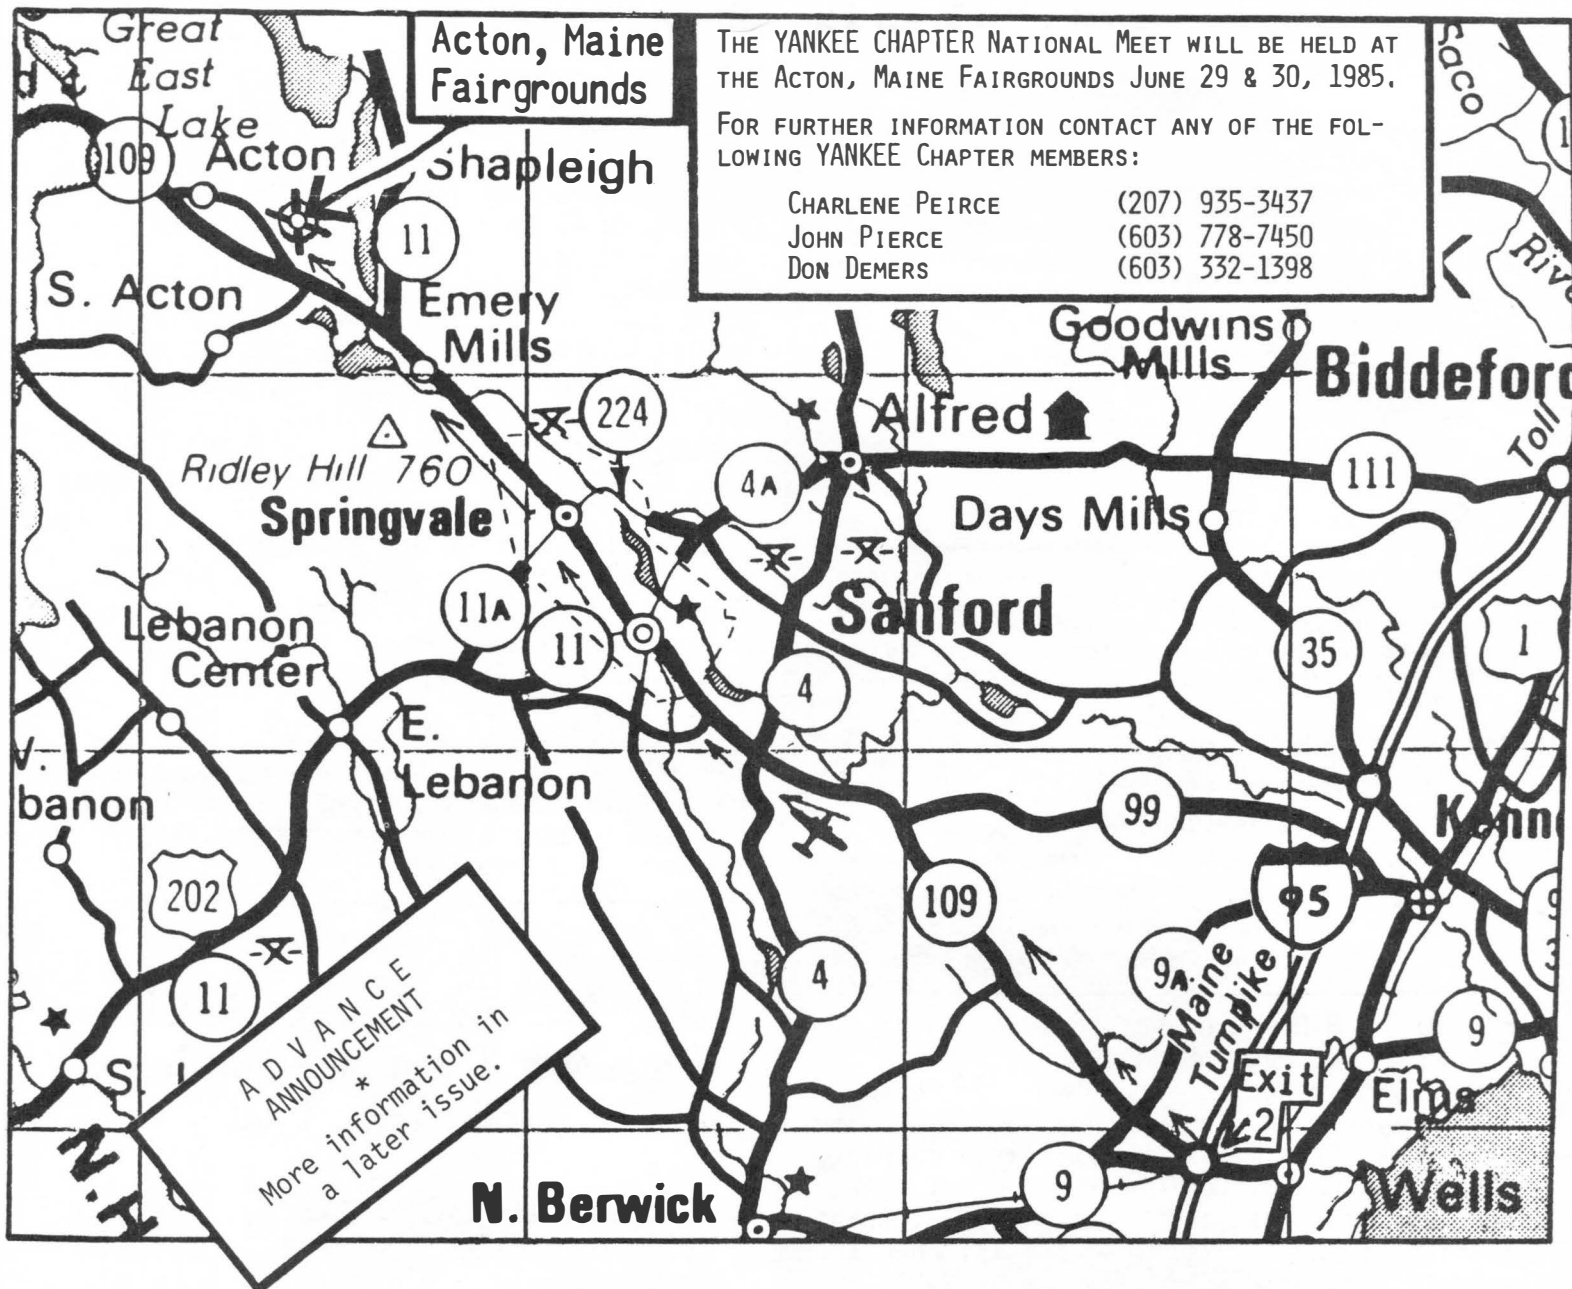 Great
East
Lake
Acton, Maine
Fairgrounds
THE YANKEE CHAPTER NATIONAL MEET WILL BE HELD AT
THE ACTON, MAINE FAIRGROUNDS JUNE 29 & 30, 1985.
FOR FURTHER INFORMATION CONTACT ANY OF THE FOL-
LOWING YANKEE CHAPTER MEMBERS:
CHARLENE PEIRCE (207) 935-3437
JOHN PIERCE (603) 778-7450
DON DEMERS (603) 332-1398
Saco
River
109
Acton
Shapleigh
11
S. Acton
Emery
Mills
Goodwins
Mills
Biddeford
Toll
224
Alfred
Ridley Hill 760
4A
111
Springvale
Days Mills
11A
11
Sanford
Lebanon
Center
35
1
4
E.
Lebanon
banon
99
Kenne
202
109
95
11
4
9A
Maine
Turnpike
9
Exit
2
Elms
S. L
N.H.
ADVANCE
ANNOUNCEMENT
*
More information in
a later issue.
N. Berwick
9
Wells